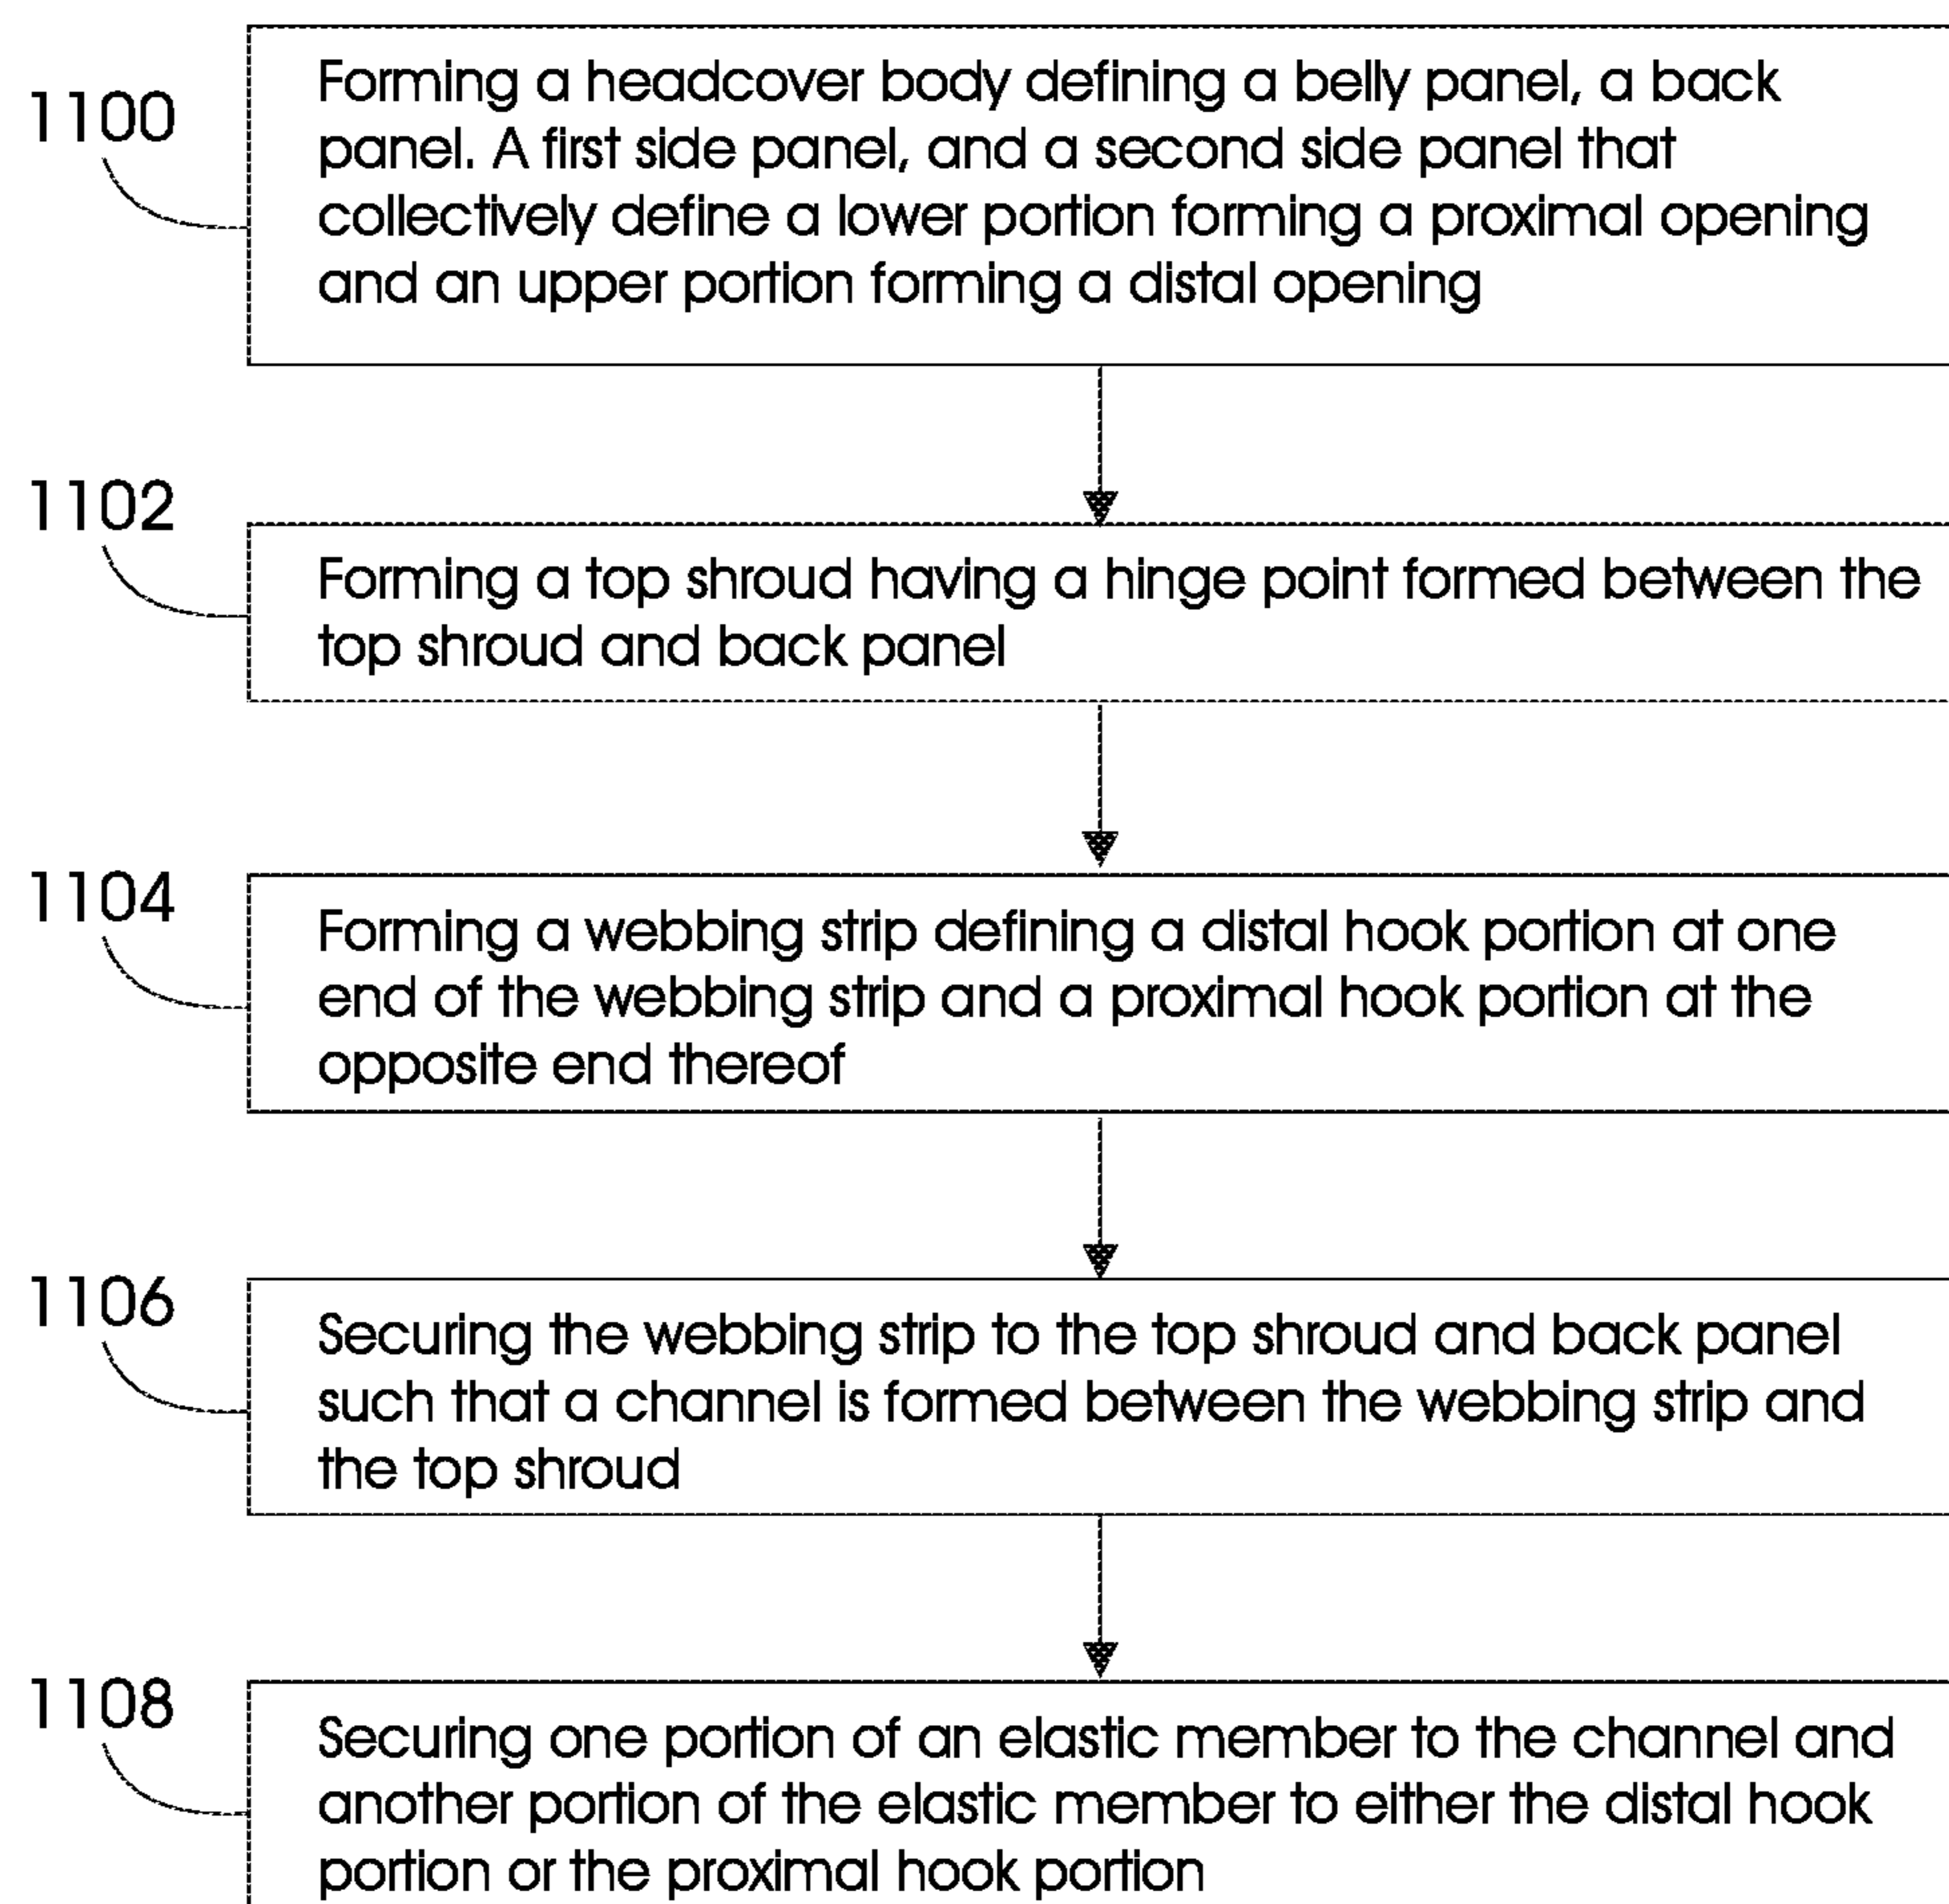 1100
Forming a headcover body defining a belly panel, a back
panel. A first side panel, and a second side panel that
collectively define a lower portion forming a proximal opening
and an upper portion forming a distal opening
1102
Forming a top shroud having a hinge point formed between the
top shroud and back panel
1104
Forming a webbing strip defining a distal hook portion at one
end of the webbing strip and a proximal hook portion at the
opposite end thereof
1106
Securing the webbing strip to the top shroud and back panel
such that a channel is formed between the webbing strip and
the top shroud
1108
Securing one portion of an elastic member to the channel and
another portion of the elastic member to either the distal hook
portion or the proximal hook portion